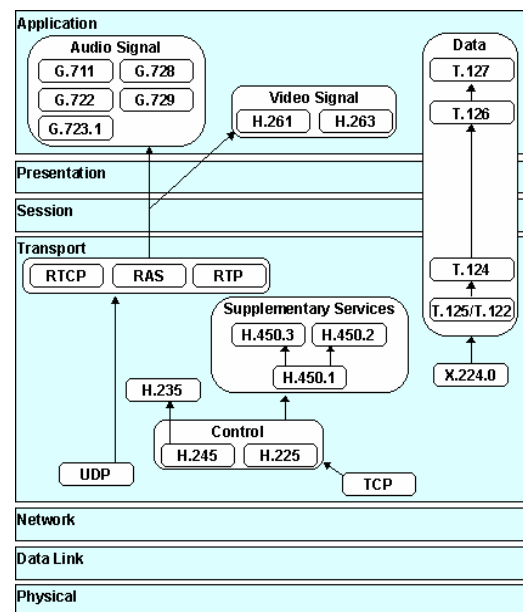 Application
Audio Signal
G.711 G.728
G.722 G.729
G.723.1
Video Signal
H.261 H.263
Data
T.127
T.126
Presentation
Session
Transport
RTCP RAS RTP
T.124
T.125/T.122
X.224.0
Supplementary Services
H.450.3 H.450.2
H.450.1
H.235
Control
H.245 H.225
UDP
TCP
Network
Data Link
Physical